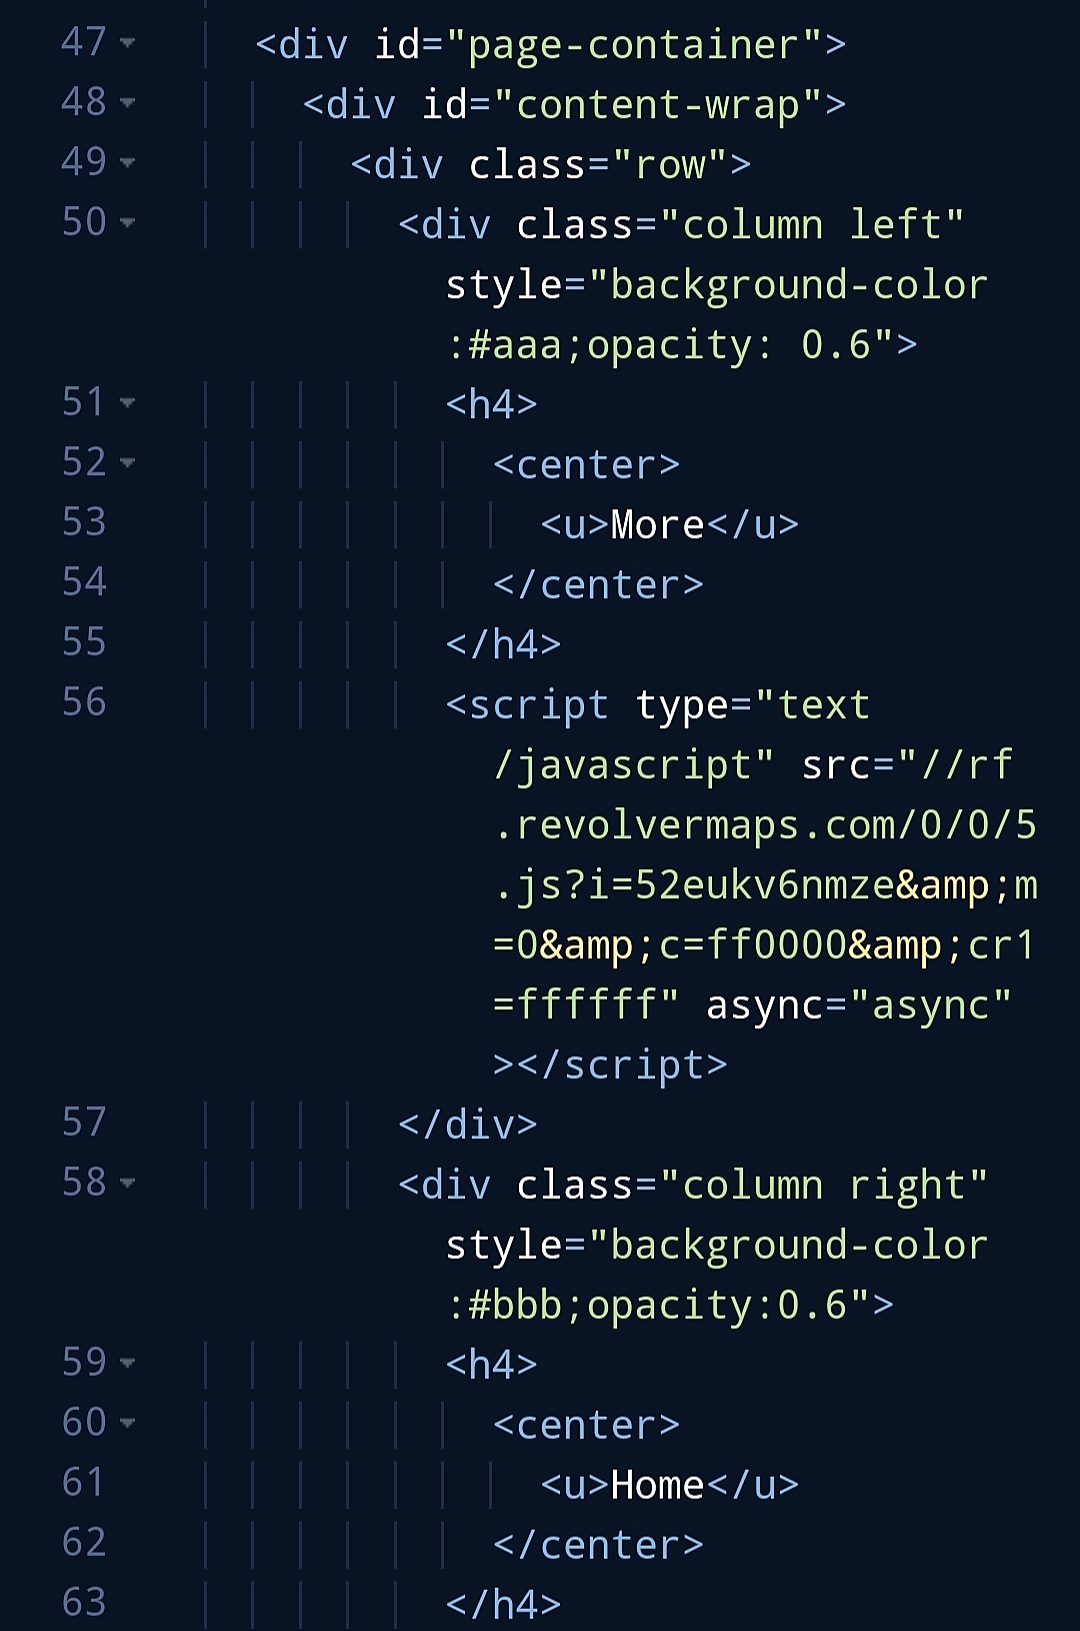 47 <div id="page-container">
48 <div id="content-wrap">
49 <div class="row">
50 <div class="column left"
style="background-color
:#aaa;opacity: 0.6">
51 <h4>
52 <center>
53 <u>More</u>
54 </center>
55 </h4>
56 <script type="text
/javascript" src="//rf
.revolvermaps.com/0/0/5
.js?i=52eukv6nmze&amp;m
=0&amp;c=ff0000&amp;cr1
=ffffff" async="async"
></script>
57 </div>
58 <div class="column right"
style="background-color
:#bbb;opacity:0.6">
59 <h4>
60 <center>
61 <u>Home</u>
62 </center>
63 </h4>